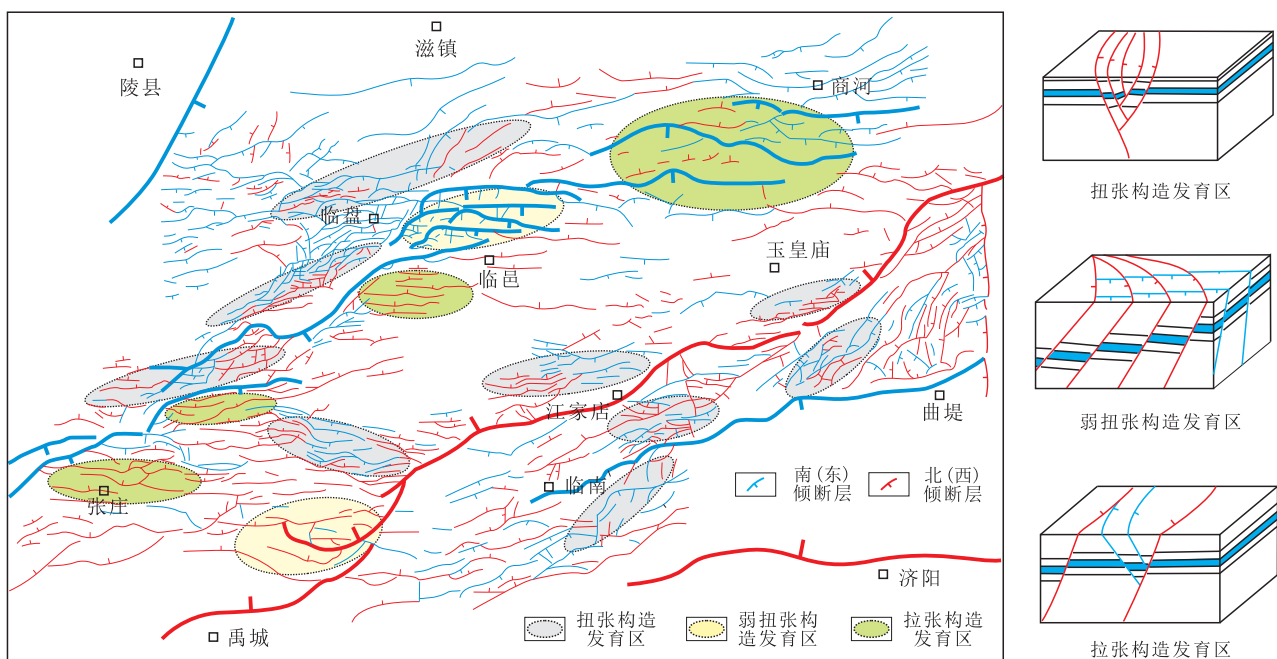 滋镇
陵县
商河
临盘
玉皇庙
临邑
江家店
曲堤
临南
张庄
济阳
禹城
南(东)
倾断层
北(西)
倾断层
扭张构造
发育区
弱扭张构
造发育区
拉张构造
发育区
扭张构造发育区
弱扭张构造发育区
拉张构造发育区